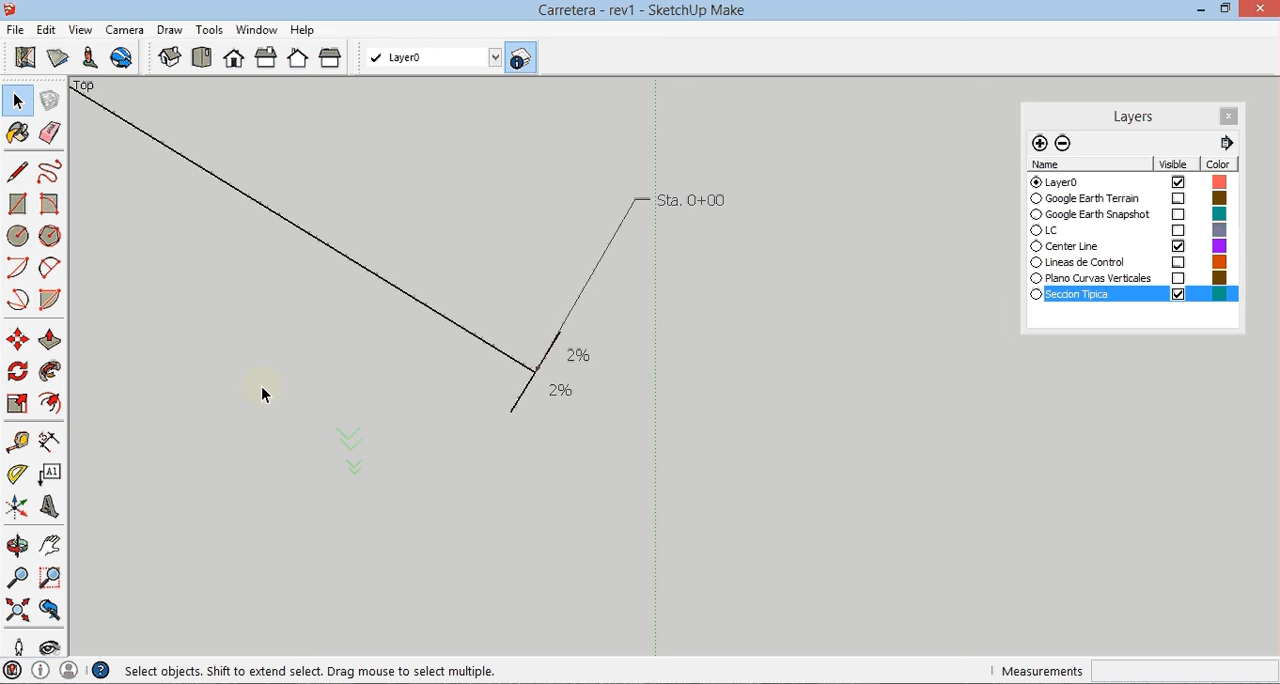 Carretera - rev1 - SketchUp Make
File Edit View Camera Draw Tools Window Help
Layer0
Top
Layers
Name Visible Color
Layer0
Google Earth Terrain
Google Earth Snapshot
LC
Center Line
Lineas de Control
Plano Curvas Verticales
Seccion Tipica
Sta. 0+00
2%
2%
A1
Select objects. Shift to extend select. Drag mouse to select multiple.
Measurements